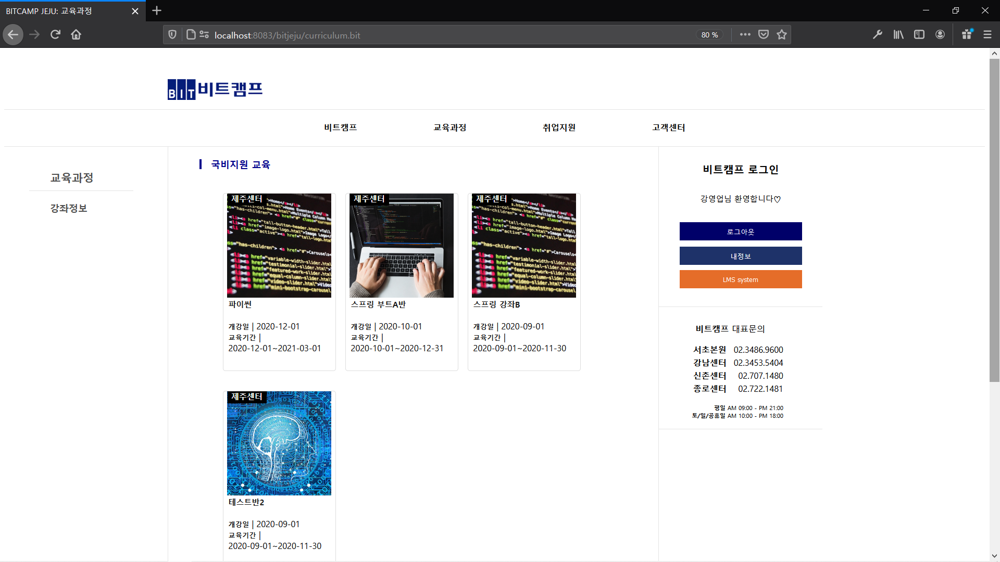 BITCAMP JEJU: 교육과정
localhost:8083/bitjeju/curriculum.bit
80 %
BIT 비트캠프
비트캠프
교육과정
취업지원
고객센터
교육과정
강좌정보
국비지원 교육
제주센터
파이썬
개강일 | 2020-12-01
교육기간 |
2020-12-01~2021-03-01
제주센터
스프링 부트A반
개강일 | 2020-10-01
교육기간 |
2020-10-01~2020-12-31
제주센터
스프링 강좌B
개강일 | 2020-09-01
교육기간 |
2020-09-01~2020-11-30
제주센터
테스트반2
개강일 | 2020-09-01
교육기간 |
2020-09-01~2020-11-30
비트캠프 로그인
강영업님 환영합니다♡
로그아웃
내정보
LMS system
비트캠프 대표문의
서초본원 02.3486.9600
강남센터 02.3453.5404
신촌센터 02.707.1480
종로센터 02.722.1481
평일 AM 09:00 - PM 21:00
토/일/공휴일 AM 10:00 - PM 18:00